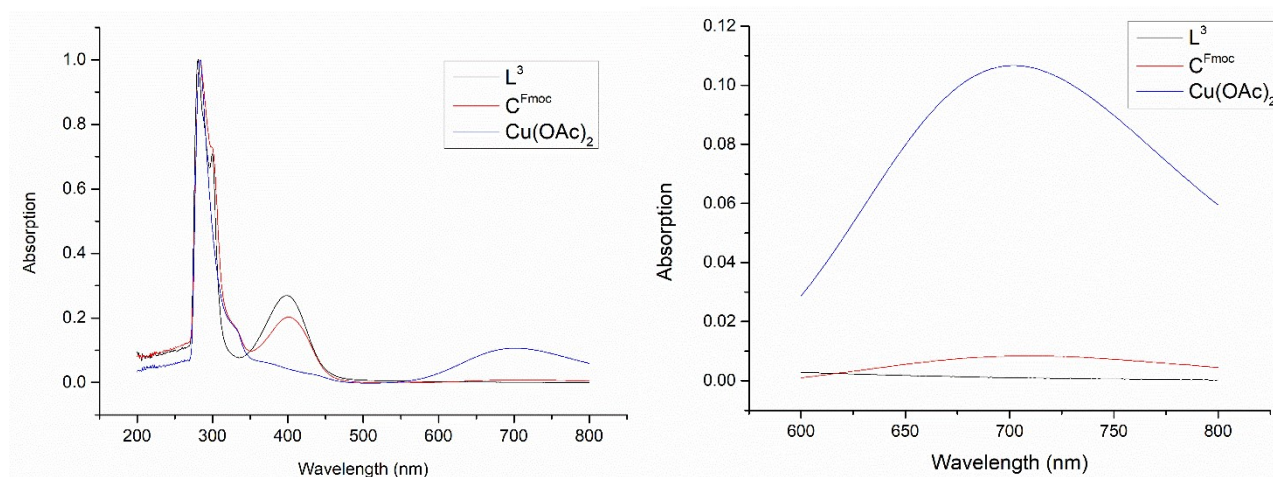 1.0
0.8
0.6
0.4
0.2
0.0
Absorption
200 300 400 500 600 700 800
Wavelength (nm)
L³
C^Fmoc
Cu(OAc)₂
0.12
0.10
0.08
0.06
0.04
0.02
0.00
Absorption
600 650 700 750 800
Wavelength (nm)
L³
C^Fmoc
Cu(OAc)₂